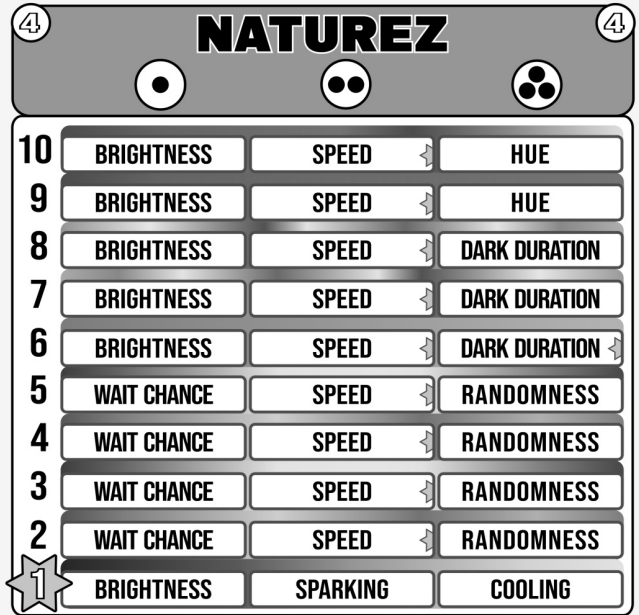 4 NATUREZ 4
10 BRIGHTNESS SPEED HUE
9 BRIGHTNESS SPEED HUE
8 BRIGHTNESS SPEED DARK DURATION
7 BRIGHTNESS SPEED DARK DURATION
6 BRIGHTNESS SPEED DARK DURATION
5 WAIT CHANCE SPEED RANDOMNESS
4 WAIT CHANCE SPEED RANDOMNESS
3 WAIT CHANCE SPEED RANDOMNESS
2 WAIT CHANCE SPEED RANDOMNESS
1 BRIGHTNESS SPARKING COOLING